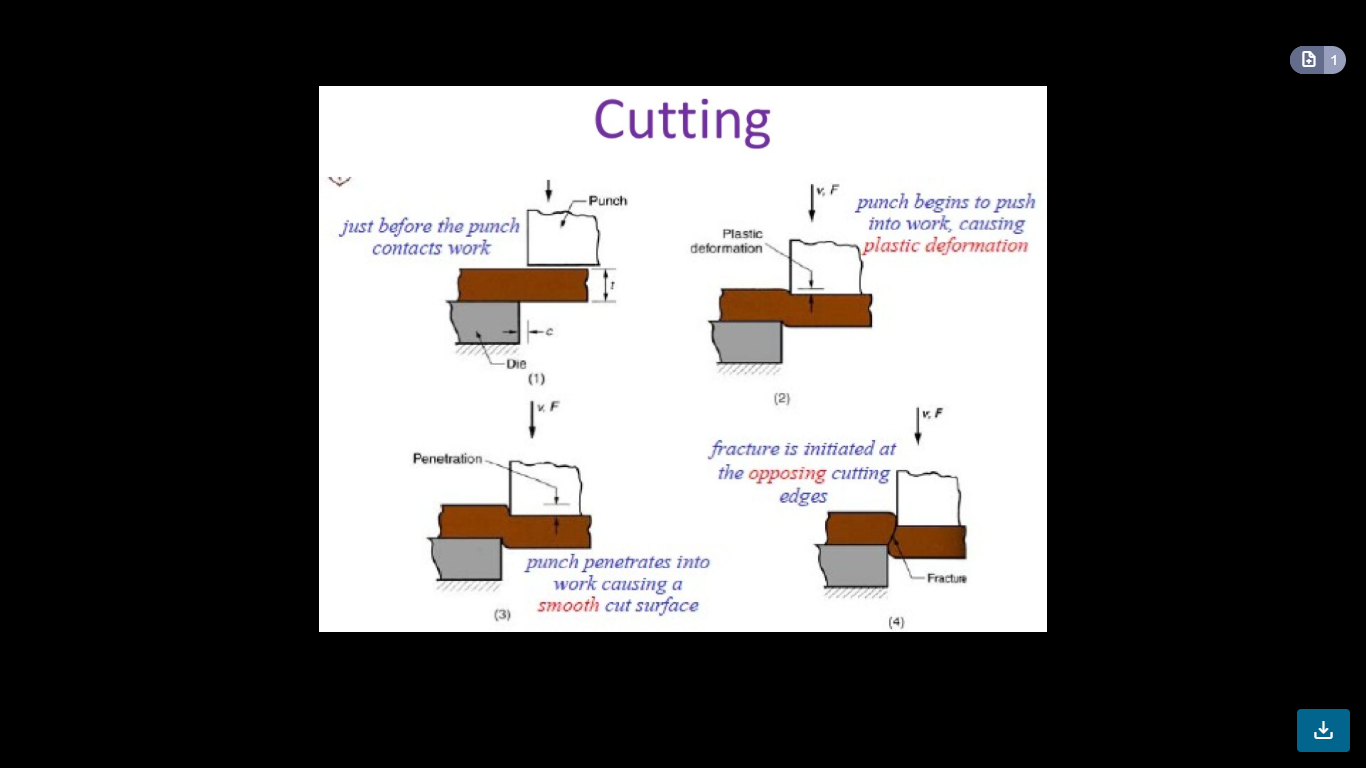 1
Cutting
Punch
just before the punch
contacts work
t
c
Die
(1)
v, F
punch begins to push
into work, causing
plastic deformation
Plastic
deformation
(2)
v, F
Penetration
punch penetrates into
work causing a
smooth cut surface
(3)
v, F
fracture is initiated at
the opposing cutting
edges
Fracture
(4)